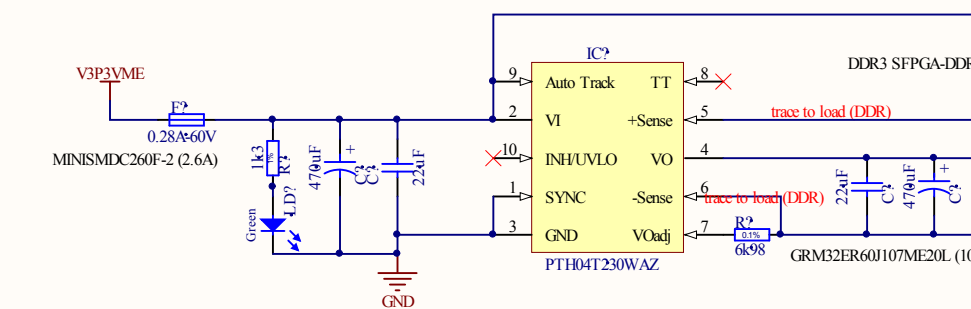 IC?
DDR3 SFPGA-DDR
V3P3VME
9 Auto Track TT 8
F?
2 VI +Sense 5 trace to load (DDR)
0.28A-60V
MINISMDC260F-2 (2.6A)
1k3 1% R? 470uF + C? C? 22uF
10 INH/UVLO VO 4
1 SYNC -Sense 6 trace to load (DDR)
22uF C? 470uF + C?
LD?
Green
3 GND VOadj 7 R? 0.1% 6k98
PTH04T230WAZ
GRM32ER60J107ME20L (10
GND